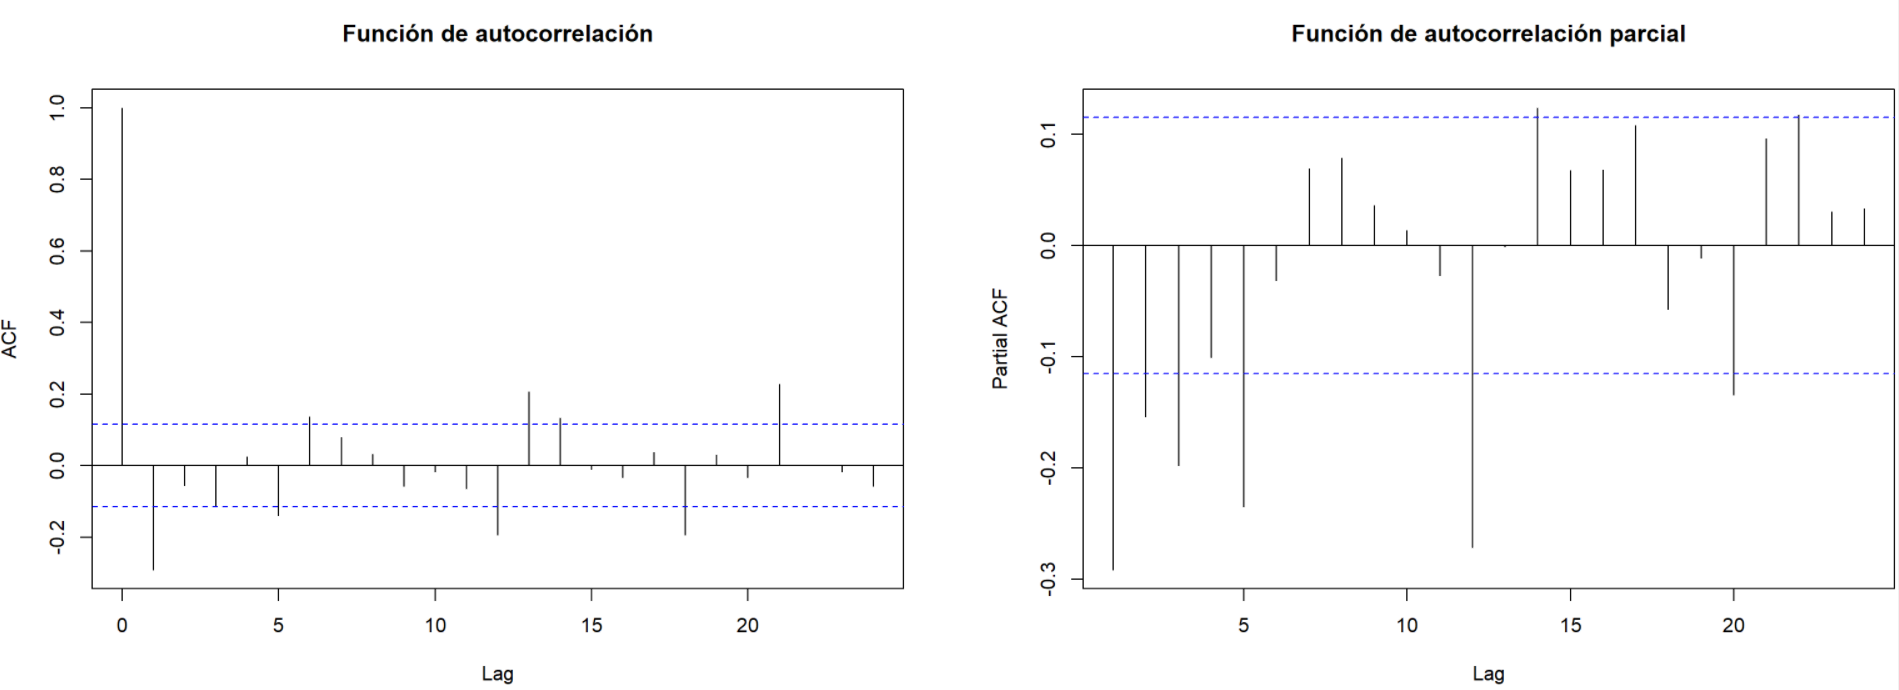 Función de autocorrelación
ACF
1.0
0.8
0.6
0.4
0.2
0.0
-0.2
0 5 10 15 20
Lag
Función de autocorrelación parcial
Partial ACF
0.1
0.0
-0.1
-0.2
-0.3
5 10 15 20
Lag